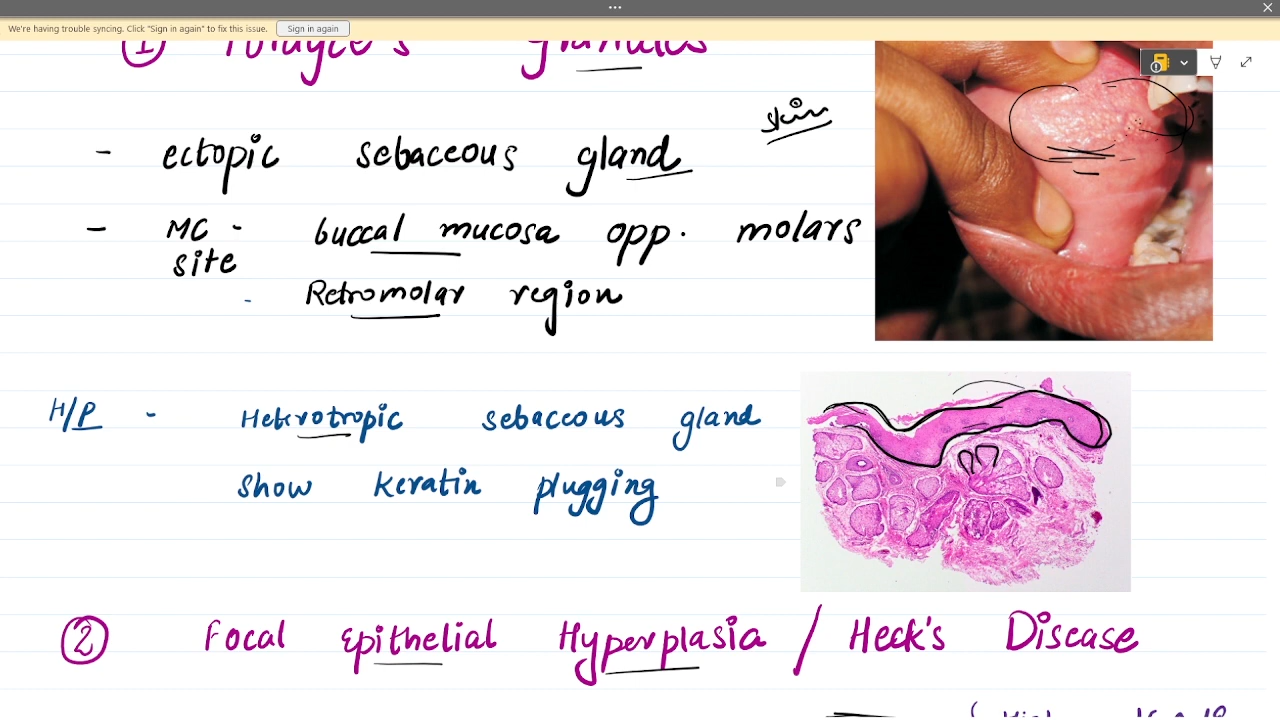 We're having trouble syncing. Click "Sign in again" to fix this issue. Sign in again
① granules
skin
- ectopic sebaceous gland
- MC - buccal mucosa opp. molars
site
- Retromolar region
H/P - Heterotropic sebaceous gland
show keratin plugging
② Focal Epithelial Hyperplasia / Heck's Disease